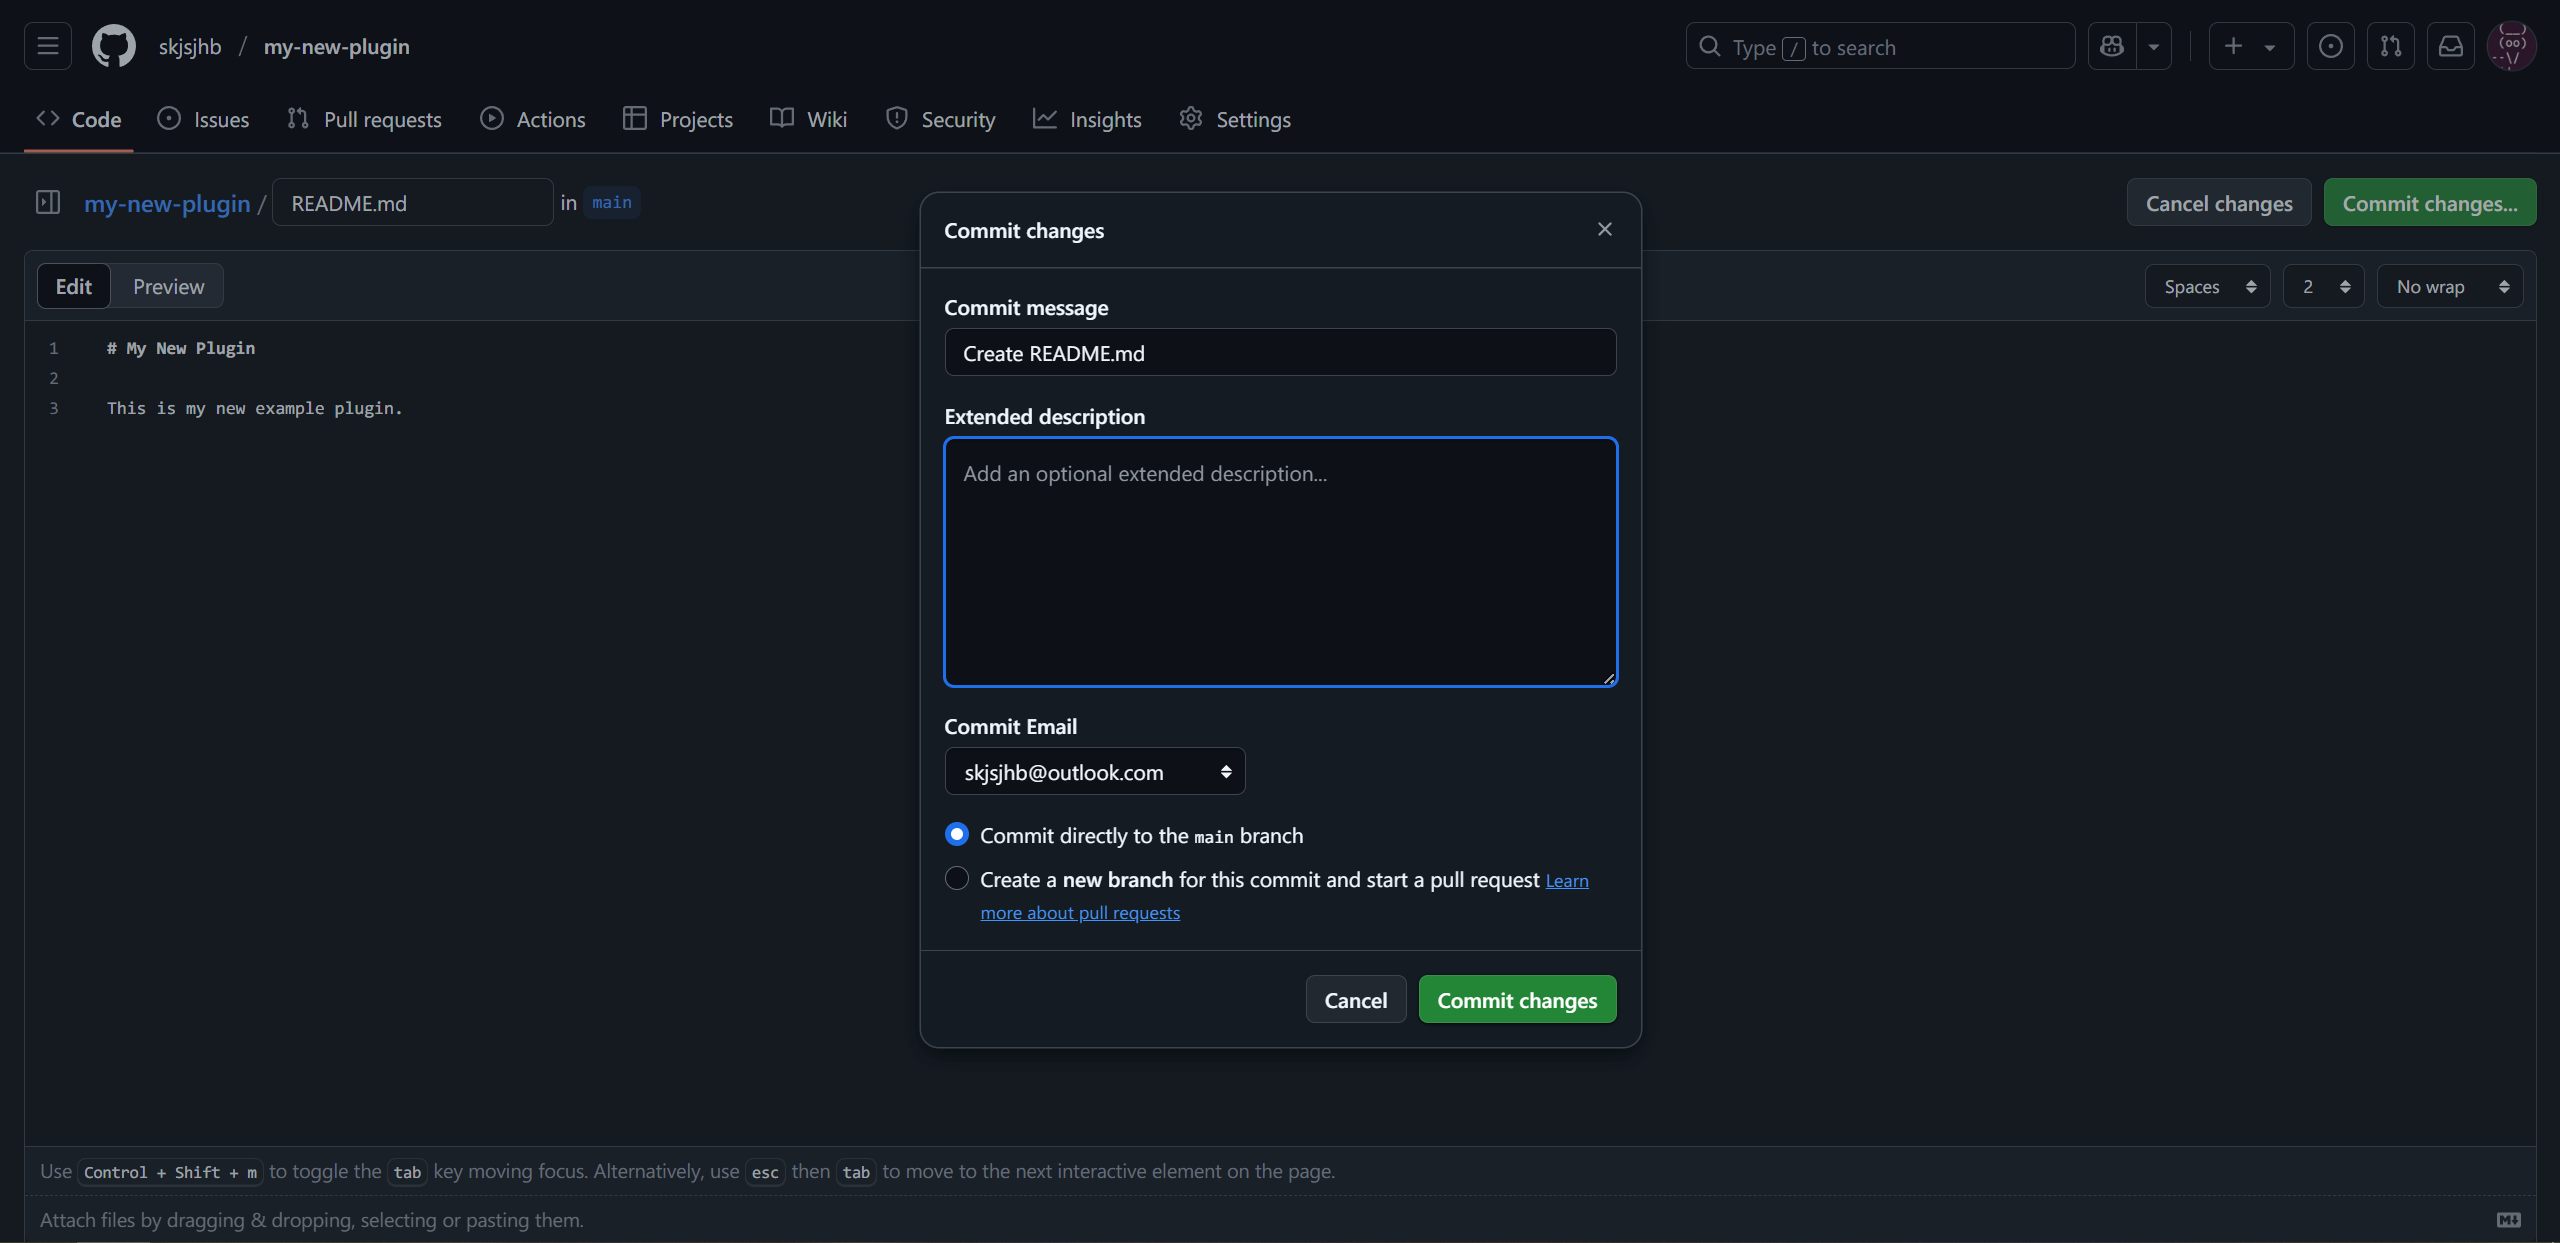 skjsjhb / my-new-plugin
Type / to search
Code Issues Pull requests Actions Projects Wiki Security Insights Settings
my-new-plugin / README.md in main
Cancel changes Commit changes...
Edit Preview
Spaces 2 No wrap
1 # My New Plugin
2
3 This is my new example plugin.
Commit changes
Commit message
Create README.md
Extended description
Add an optional extended description...
Commit Email
skjsjhb@outlook.com
Commit directly to the main branch
Create a new branch for this commit and start a pull request Learn
more about pull requests
Cancel Commit changes
Use Control + Shift + m to toggle the tab key moving focus. Alternatively, use esc then tab to move to the next interactive element on the page.
Attach files by dragging & dropping, selecting or pasting them.